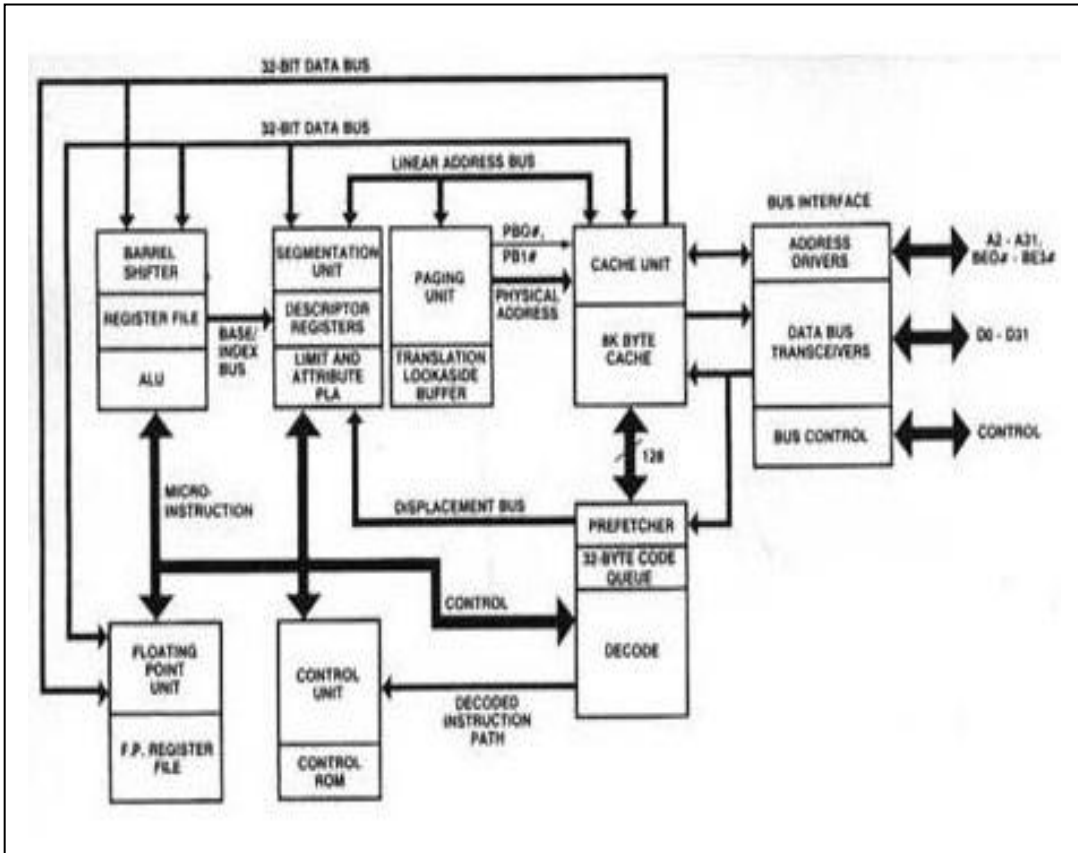 32-BIT DATA BUS
32-BIT DATA BUS
LINEAR ADDRESS BUS
BUS INTERFACE
BARREL
SHIFTER
REGISTER FILE
ALU
BASE/
INDEX
BUS
SEGMENTATION
UNIT
DESCRIPTOR
REGISTERS
LIMIT AND
ATTRIBUTE
PLA
PAGING
UNIT
TRANSLATION
LOOKASIDE
BUFFER
PB0#,
PB1#
PHYSICAL
ADDRESS
CACHE UNIT
8K BYTE
CACHE
ADDRESS
DRIVERS
DATA BUS
TRANSCEIVERS
BUS CONTROL
A2 - A31,
BE0# - BE3#
D0 - D31
CONTROL
128
MICRO-
INSTRUCTION
DISPLACEMENT BUS
PREFETCHER
32-BYTE CODE
QUEUE
DECODE
CONTROL
FLOATING
POINT
UNIT
F.P. REGISTER
FILE
CONTROL
UNIT
CONTROL
ROM
DECODED
INSTRUCTION
PATH